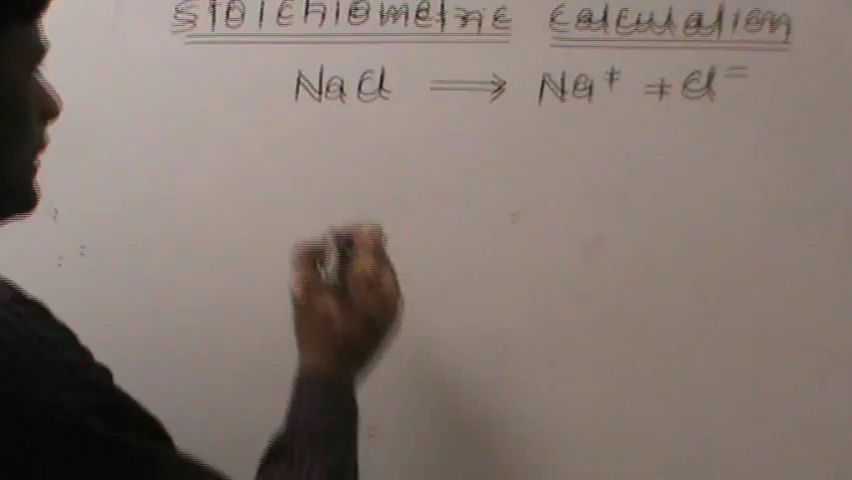 Stoichiometric calculation
NaCl ⟹ Na⁺ + Cl⁻